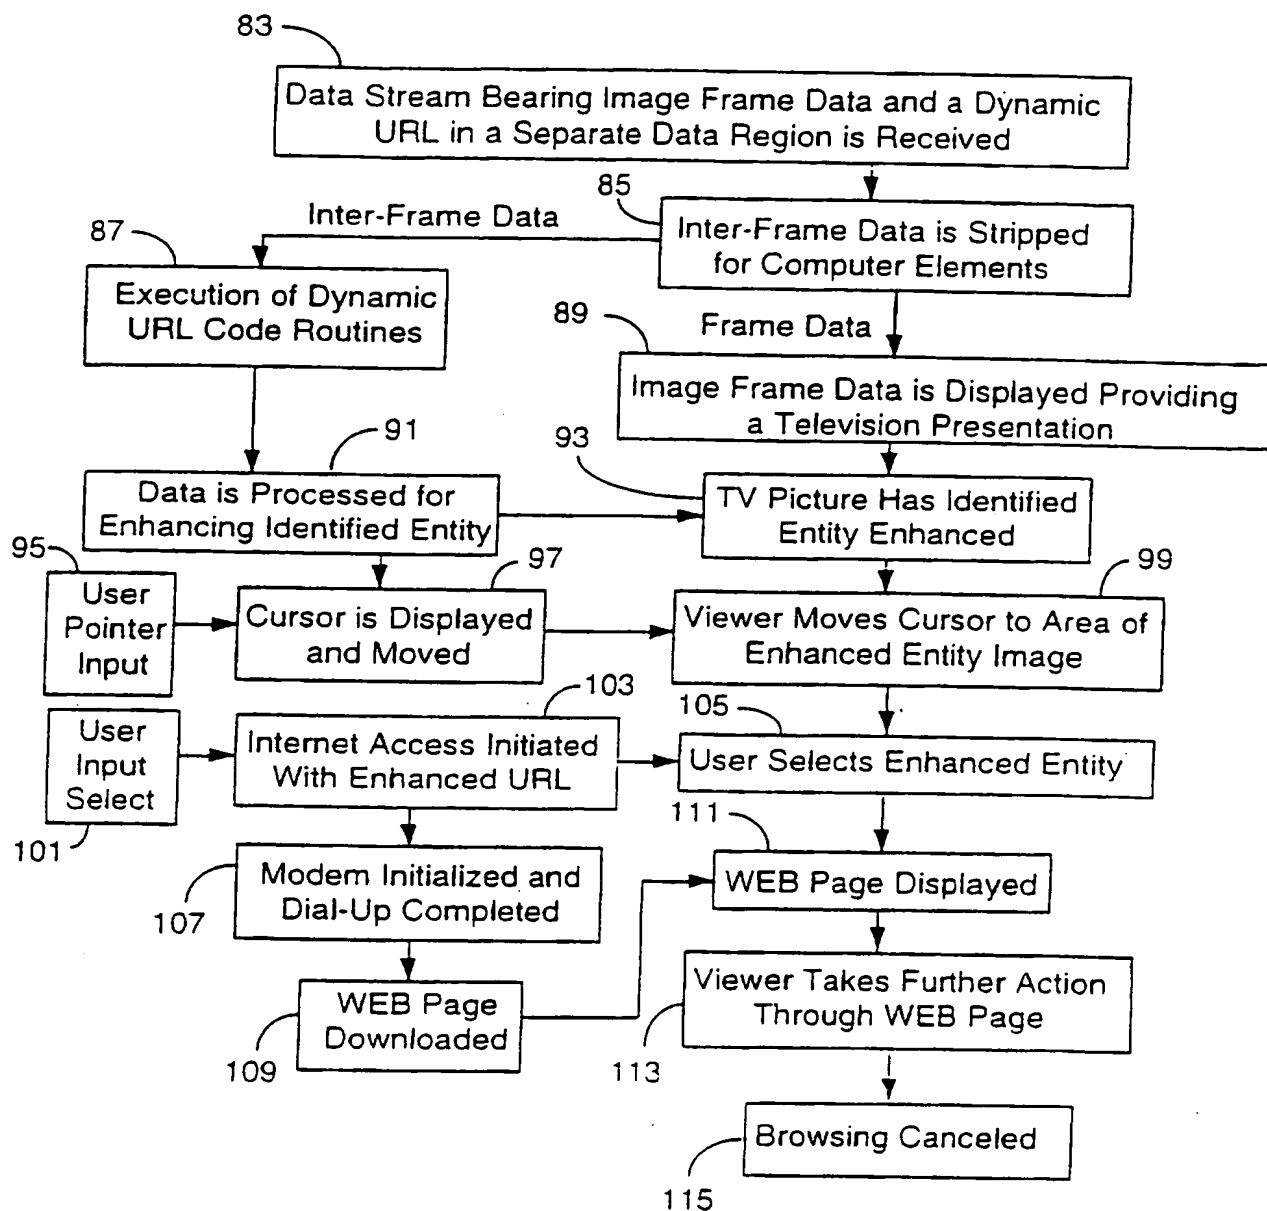 83
Data Stream Bearing Image Frame Data and a Dynamic
URL in a Separate Data Region is Received
85
Inter-Frame Data
87
Inter-Frame Data is Stripped
for Computer Elements
Execution of Dynamic
URL Code Routines
89
Frame Data
Image Frame Data is Displayed Providing
a Television Presentation
91
93
Data is Processed for
Enhancing Identified Entity
TV Picture Has Identified
Entity Enhanced
95
97
99
User
Pointer
Input
Cursor is Displayed
and Moved
Viewer Moves Cursor to Area of
Enhanced Entity Image
103
105
User
Input
Select
Internet Access Initiated
With Enhanced URL
User Selects Enhanced Entity
101
111
Modem Initialized and
Dial-Up Completed
107
WEB Page Displayed
WEB Page
Downloaded
109
Viewer Takes Further Action
Through WEB Page
113
Browsing Canceled
115